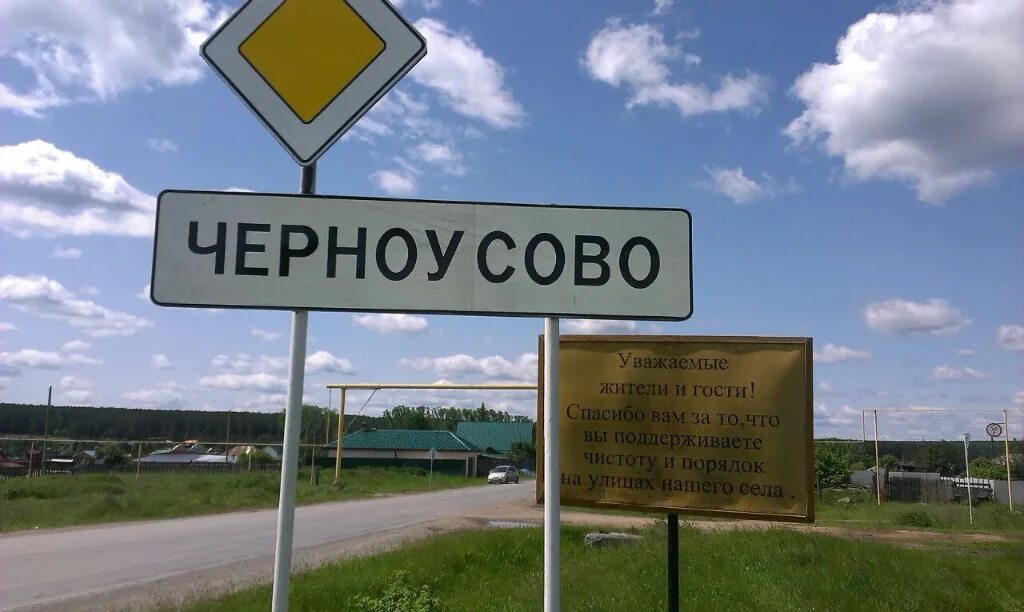 ЧЕРНОУСОВО
Уважаемые
жители и гости!
Спасибо вам за то,что
вы поддерживаете
чистоту и порядок
на улицах нашего села.